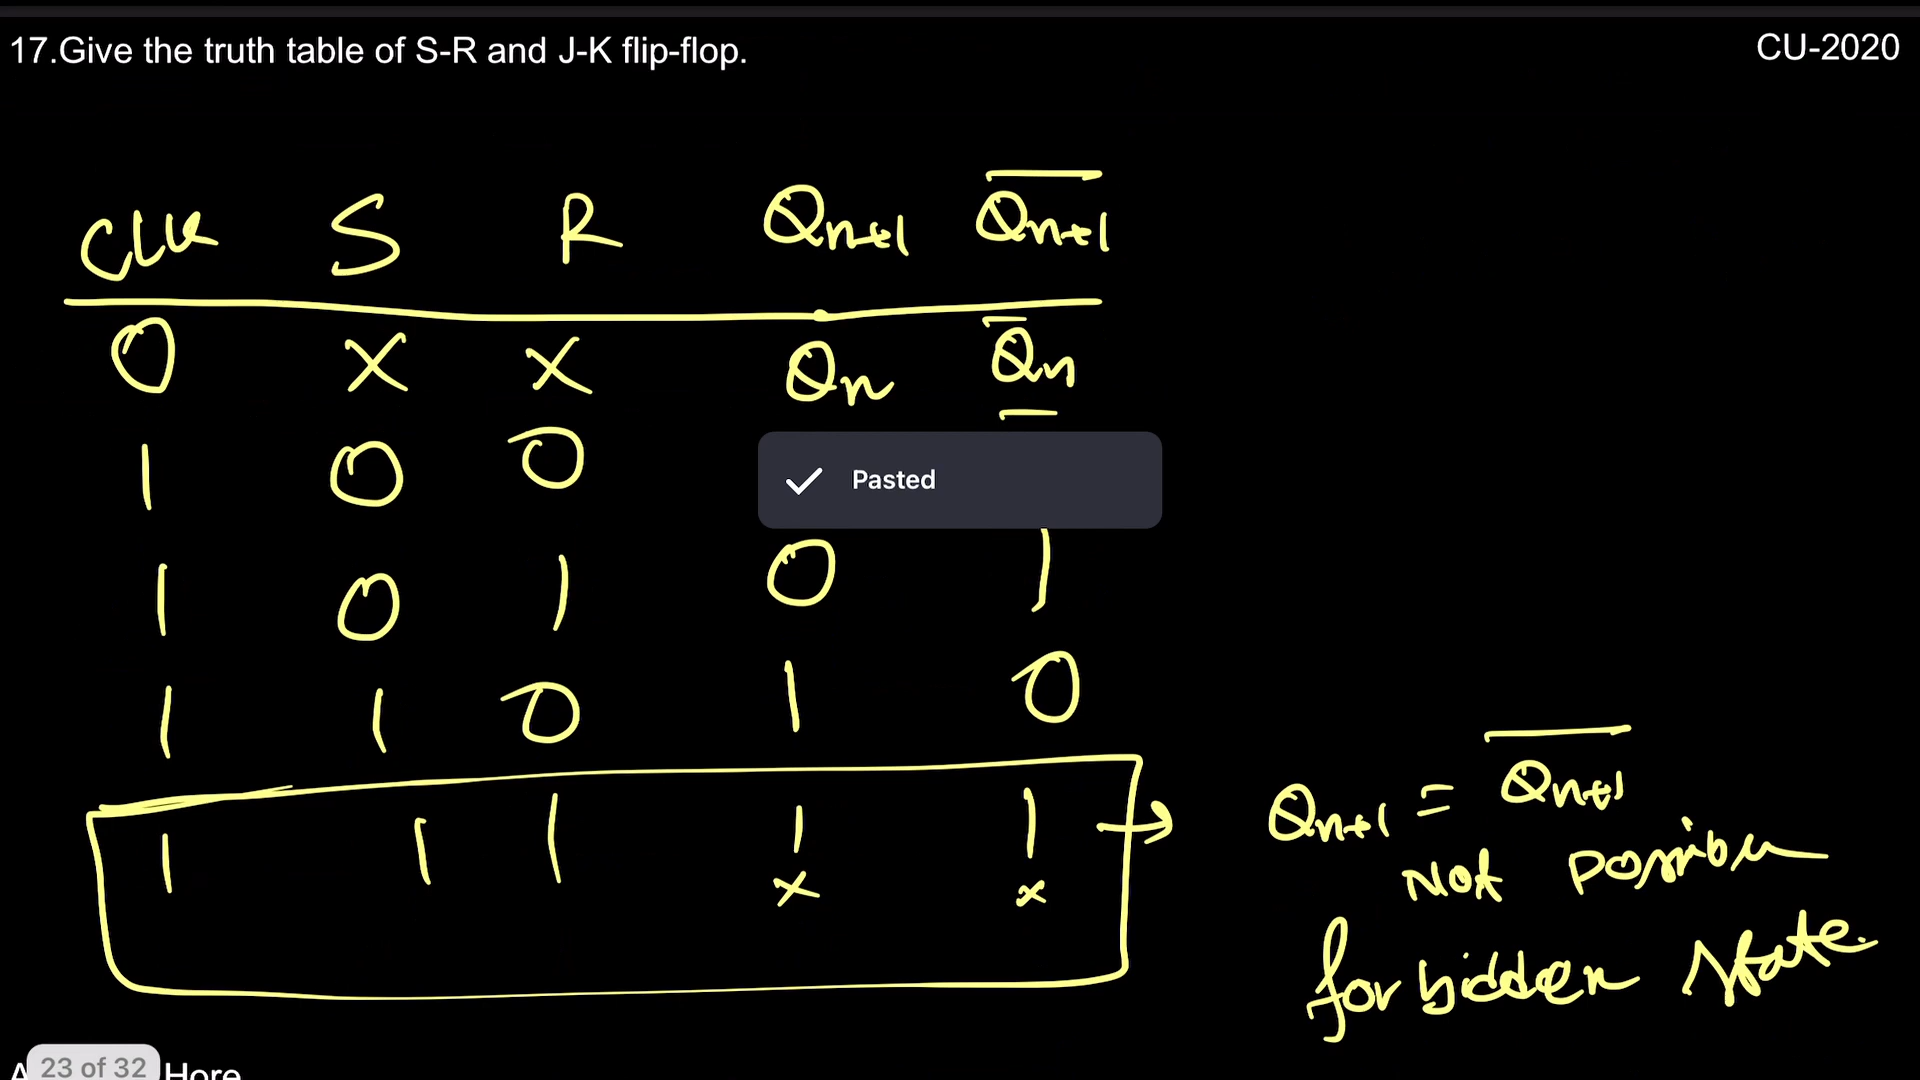 17.Give the truth table of S-R and J-K flip-flop. CU-2020
CLK S R Qn+1 Q̅n̅+̅1̅
0 X X Qn Q̅n̅
1 0 0
Pasted
1 0 1 0 1
1 1 0 1 0
1 1 1 1 1
x x
Qn+1 = Q̅n̅+̅1̅
Not Possible
forbidden state.
23 of 32
Here